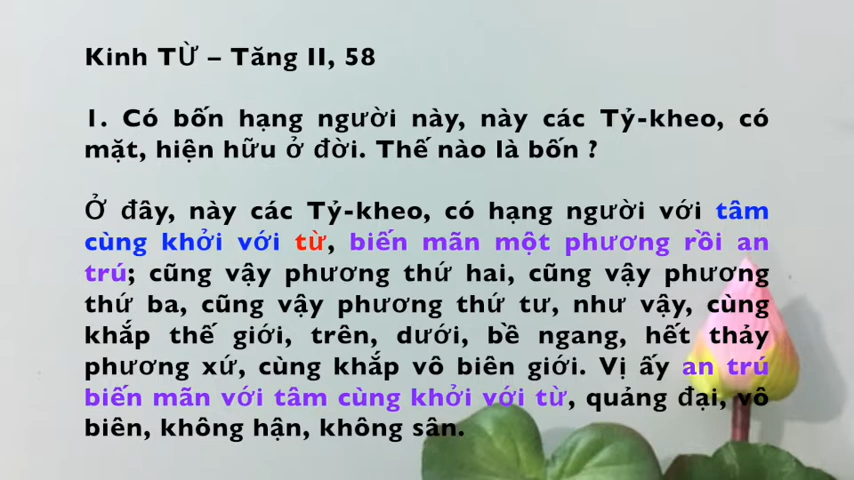 Kinh TỪ – Tăng II, 58
1. Có bốn hạng người này, này các Tỷ-kheo, có
mặt, hiện hữu ở đời. Thế nào là bốn ?
Ở đây, này các Tỷ-kheo, có hạng người với tâm
cùng khởi với từ, biến mãn một phương rồi an
trú; cũng vậy phương thứ hai, cũng vậy phương
thứ ba, cũng vậy phương thứ tư, như vậy, cùng
khắp thế giới, trên, dưới, bề ngang, hết thảy
phương xứ, cùng khắp vô biên giới. Vị ấy an trú
biến mãn với tâm cùng khởi với từ, quảng đại, vô
biên, không hận, không sân.